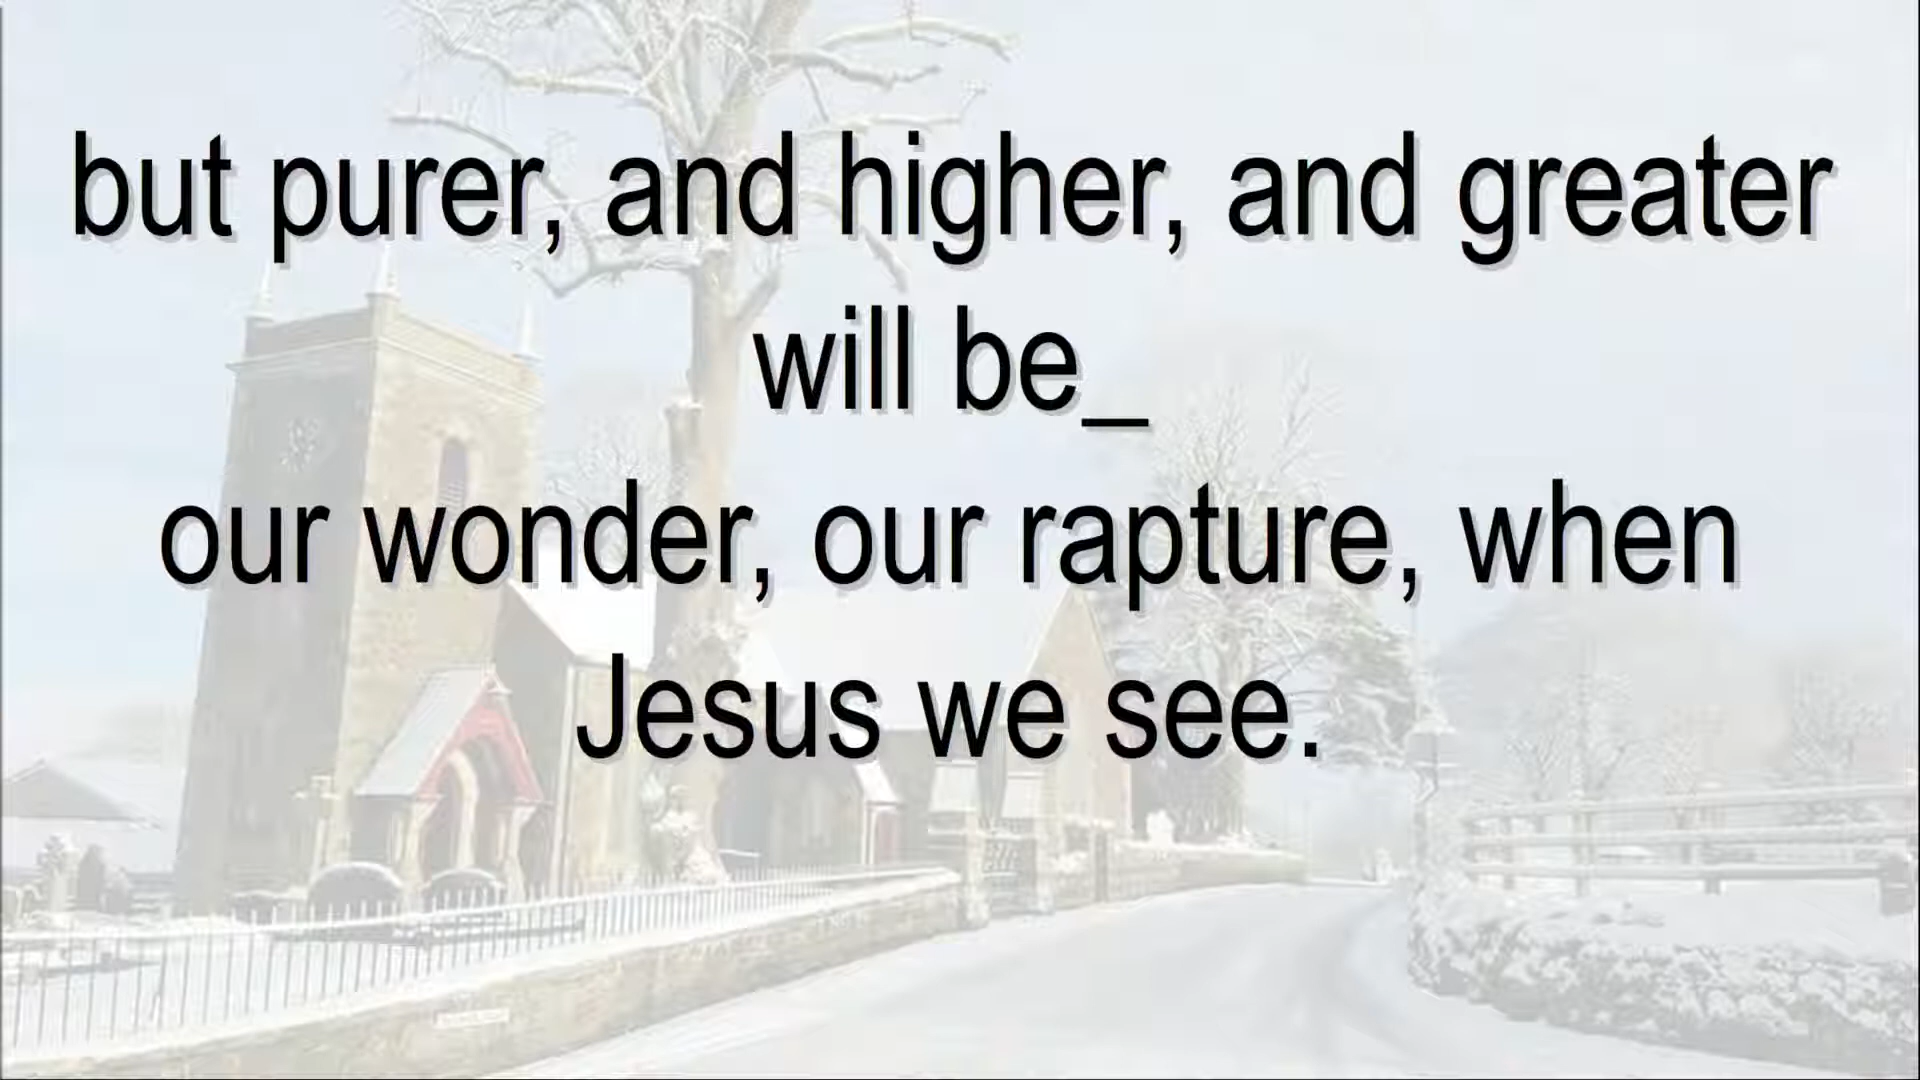 but purer, and higher, and greater
will be_
our wonder, our rapture, when
Jesus we see.